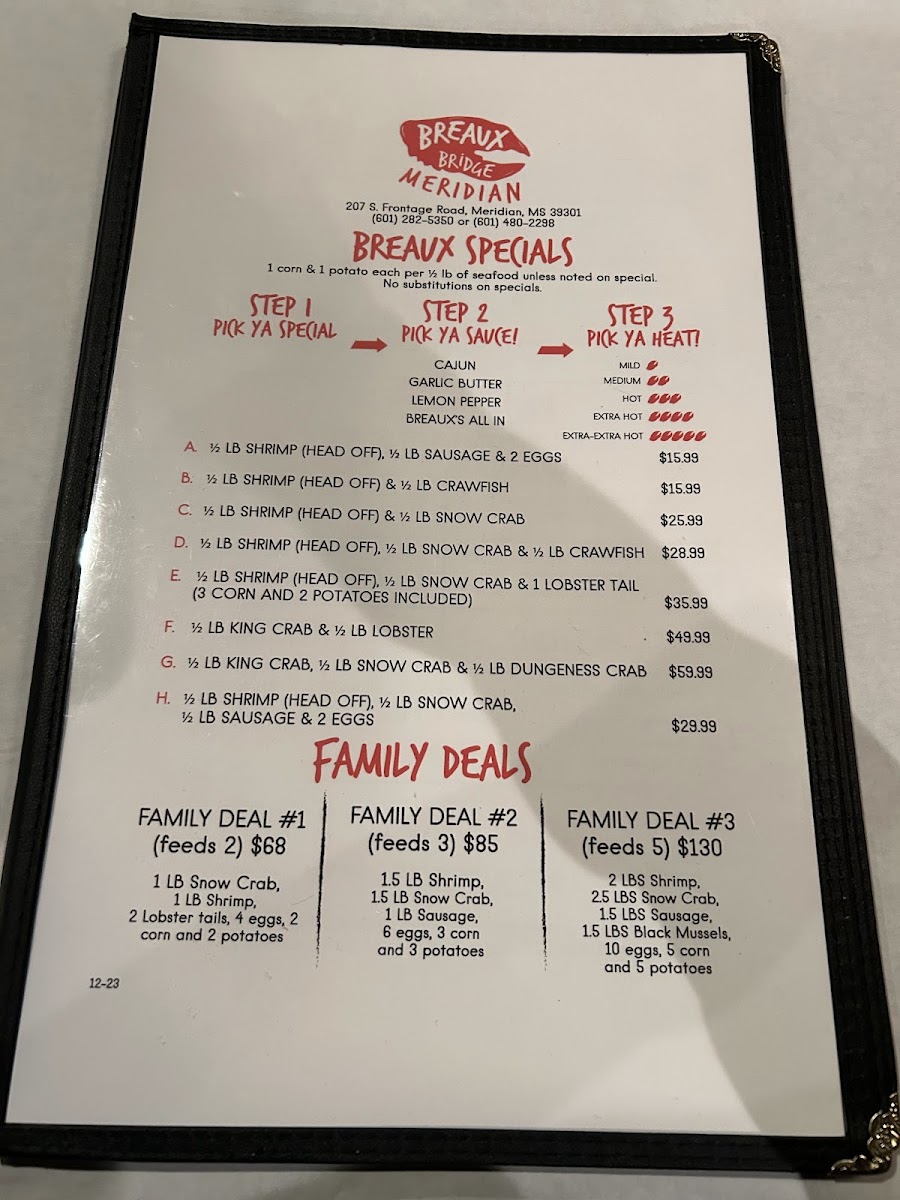 BREAUX
BRIDGE
MERIDIAN
207 S. Frontage Road, Meridian, MS 39301
(601) 282-5350 or (601) 480-2298
BREAUX SPECIALS
1 corn & 1 potato each per ½ lb of seafood unless noted on special.
No substitutions on specials.
STEP 1
PICK YA SPECIAL
STEP 2
PICK YA SAUCE!
CAJUN
GARLIC BUTTER
LEMON PEPPER
BREAUX'S ALL IN
STEP 3
PICK YA HEAT!
MILD
MEDIUM
HOT
EXTRA HOT
EXTRA-EXTRA HOT
A. ½ LB SHRIMP (HEAD OFF), ½ LB SAUSAGE & 2 EGGS $15.99
B. ½ LB SHRIMP (HEAD OFF) & ½ LB CRAWFISH $15.99
C. ½ LB SHRIMP (HEAD OFF) & ½ LB SNOW CRAB $25.99
D. ½ LB SHRIMP (HEAD OFF), ½ LB SNOW CRAB & ½ LB CRAWFISH $28.99
E. ½ LB SHRIMP (HEAD OFF), ½ LB SNOW CRAB & 1 LOBSTER TAIL
(3 CORN AND 2 POTATOES INCLUDED) $35.99
F. ½ LB KING CRAB & ½ LB LOBSTER $49.99
G. ½ LB KING CRAB, ½ LB SNOW CRAB & ½ LB DUNGENESS CRAB $59.99
H. ½ LB SHRIMP (HEAD OFF), ½ LB SNOW CRAB,
½ LB SAUSAGE & 2 EGGS $29.99
FAMILY DEALS
FAMILY DEAL #1
(feeds 2) $68
1 LB Snow Crab,
1 LB Shrimp,
2 Lobster tails, 4 eggs, 2
corn and 2 potatoes
FAMILY DEAL #2
(feeds 3) $85
1.5 LB Shrimp,
1.5 LB Snow Crab,
1 LB Sausage,
6 eggs, 3 corn
and 3 potatoes
FAMILY DEAL #3
(feeds 5) $130
2 LBS Shrimp,
2.5 LBS Snow Crab,
1.5 LBS Sausage,
1.5 LBS Black Mussels,
10 eggs, 5 corn
and 5 potatoes
12-23